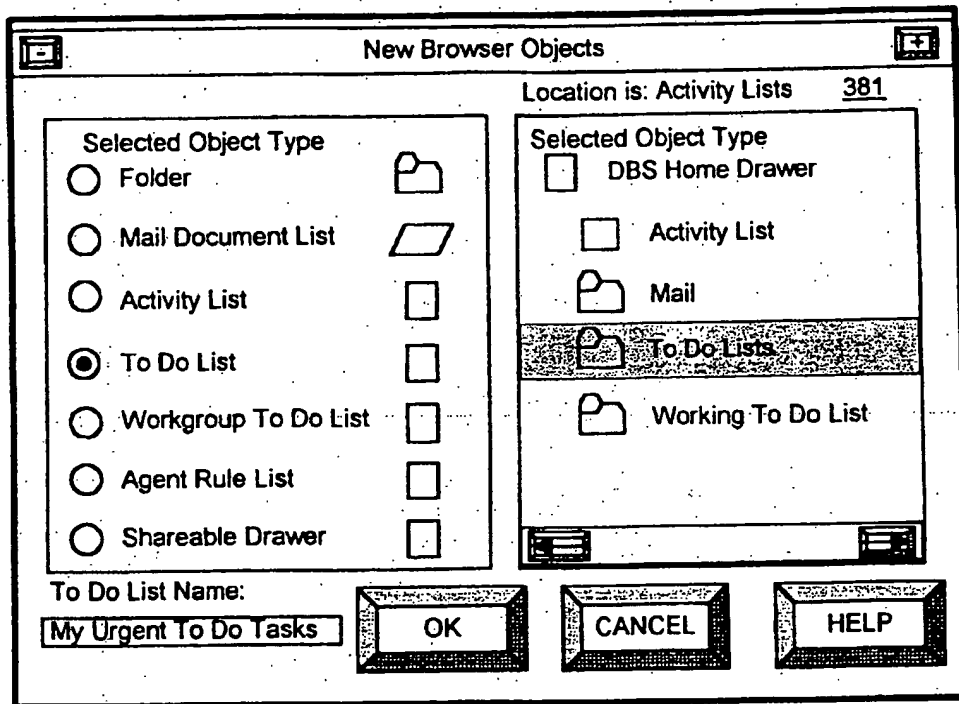 New Browser Objects
Location is: Activity Lists 381
Selected Object Type
Folder
Mail Document List
Activity List
To Do List
Workgroup To Do List
Agent Rule List
Shareable Drawer
Selected Object Type
DBS Home Drawer
Activity List
Mail
To Do Lists
Working To Do List
To Do List Name:
My Urgent To Do Tasks
OK
CANCEL
HELP